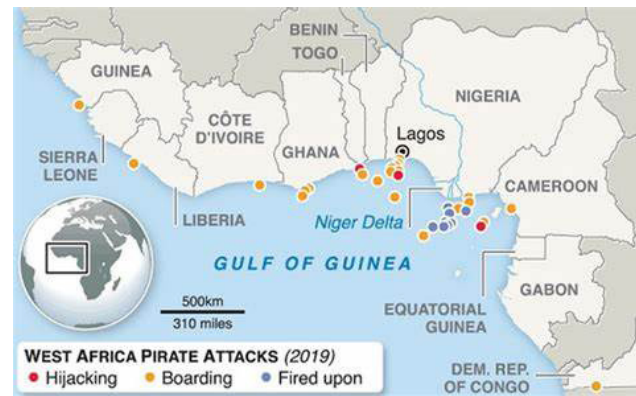 BENIN
TOGO
GUINEA
NIGERIA
CÔTE
D'IVOIRE
Lagos
GHANA
SIERRA
LEONE
CAMEROON
LIBERIA
Niger Delta
GULF OF GUINEA
GABON
500km
310 miles
EQUATORIAL
GUINEA
WEST AFRICA PIRATE ATTACKS (2019)
Hijacking Boarding Fired upon
DEM. REP.
OF CONGO